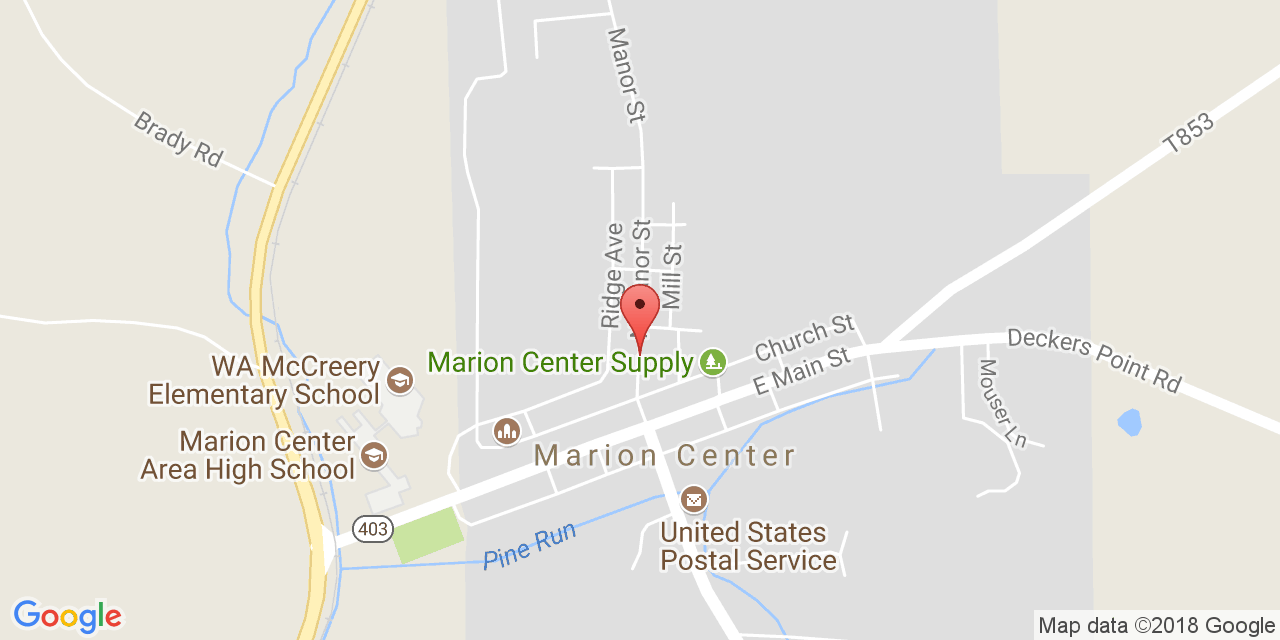 Manor St
Brady Rd
T853
Ridge Ave
anor St
Mill St
Church St
E Main St
Deckers Point Rd
Mouser Ln
WA McCreery
Elementary School
Marion Center Supply
Marion Center
Area High School
Marion Center
403
Pine Run
United States
Postal Service
Google
Map data ©2018 Google